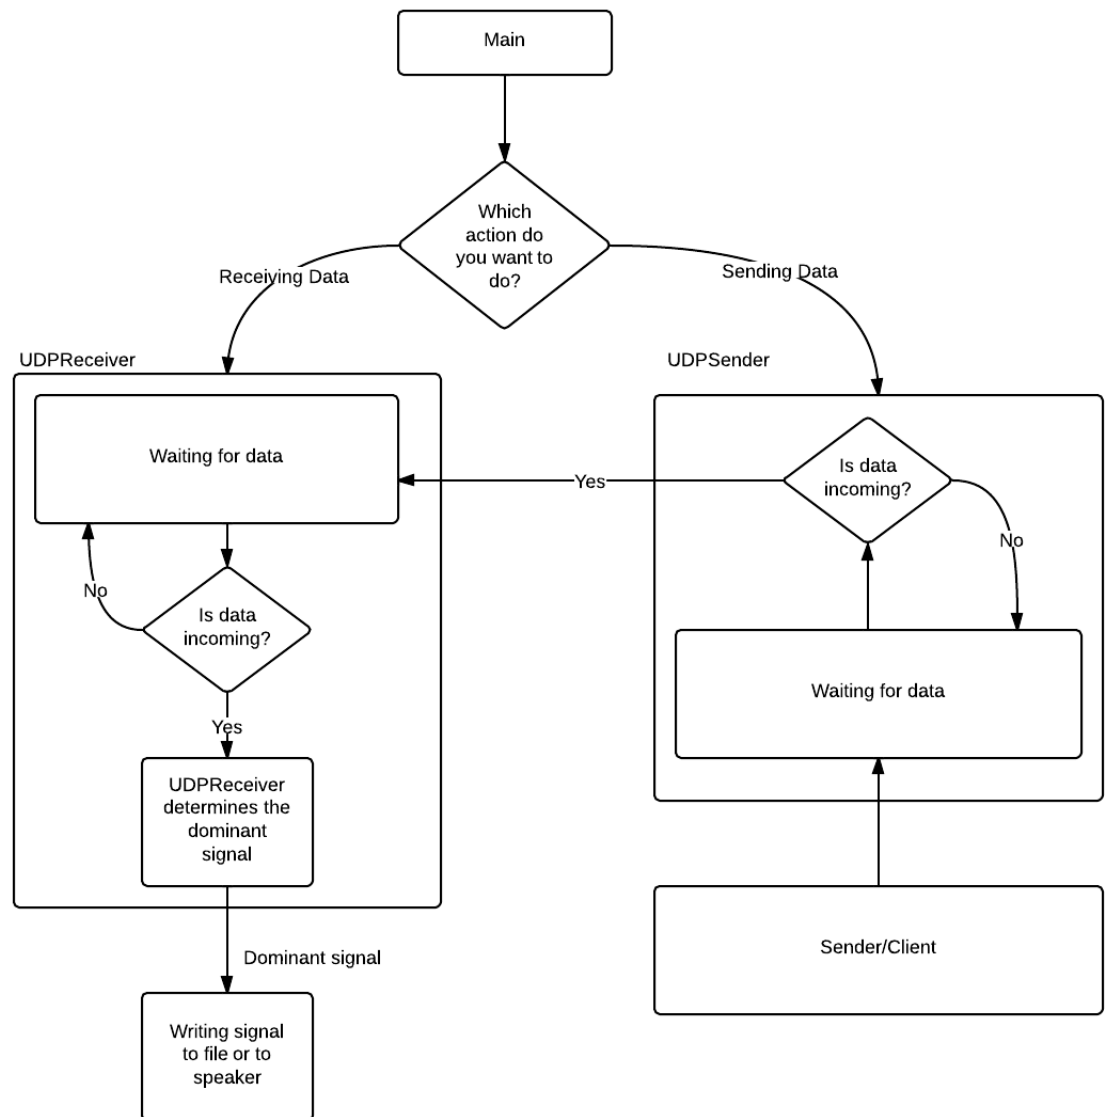 Main
Which
action do
you want to
do?
Receiving Data
Sending Data
UDPReceiver
UDPSender
Waiting for data
Is data
incoming?
Yes
No
No
Is data
incoming?
Waiting for data
Yes
UDPReceiver
determines the
dominant
signal
Sender/Client
Dominant signal
Writing signal
to file or to
speaker